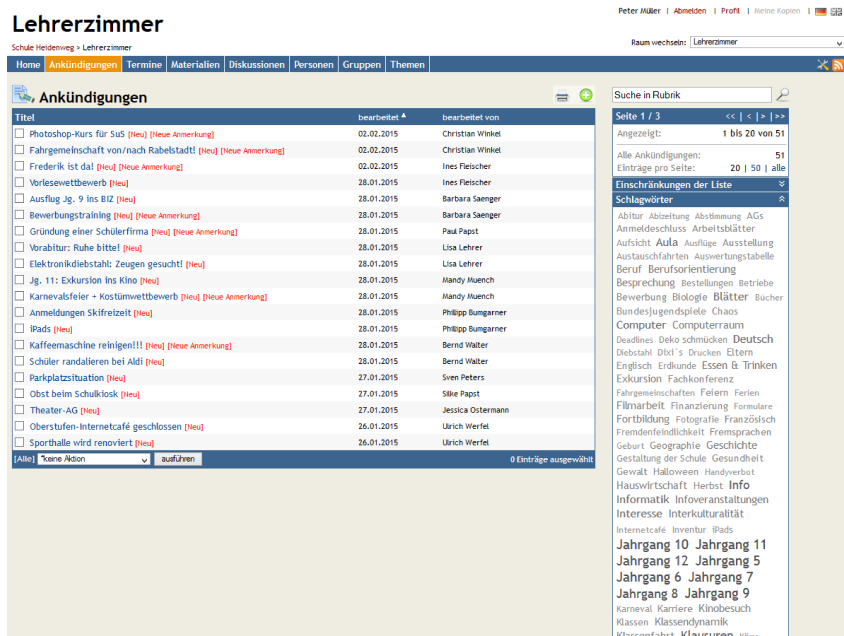 Peter Müller | Abmelden | Profil | Meine Kopien |
Lehrerzimmer
Schule Heidenweg > Lehrerzimmer
Raum wechseln: Lehrerzimmer
Home Ankündigungen Termine Materialien Diskussionen Personen Gruppen Themen
Ankündigungen
Titel bearbeitet bearbeitet von
Photoshop-Kurs für SuS [Neu] [Neue Anmerkung] 02.02.2015 Christian Winkel
Fahrgemeinschaft von/nach Rabelstadt! [Neu] [Neue Anmerkung] 02.02.2015 Christian Winkel
Frederik ist da! [Neu] [Neue Anmerkung] 02.02.2015 Ines Fleischer
Vorlesewettbewerb [Neu] 28.01.2015 Ines Fleischer
Ausflug Jg. 9 ins BIZ [Neu] 28.01.2015 Barbara Saenger
Bewerbungstraining [Neu] [Neue Anmerkung] 28.01.2015 Barbara Saenger
Gründung einer Schülerfirma [Neu] [Neue Anmerkung] 28.01.2015 Paul Papst
Vorabitur: Ruhe bitte! [Neu] 28.01.2015 Lisa Lehrer
Elektronikdiebstahl: Zeugen gesucht! [Neu] 28.01.2015 Lisa Lehrer
Jg. 11: Exkursion ins Kino [Neu] 28.01.2015 Mandy Muench
Karnevalsfeier + Kostümwettbewerb [Neu] [Neue Anmerkung] 28.01.2015 Mandy Muench
Anmeldungen Skifreizeit [Neu] 28.01.2015 Philipp Bumgarner
iPads [Neu] 28.01.2015 Philipp Bumgarner
Kaffeemaschine reinigen!!! [Neu] [Neue Anmerkung] 28.01.2015 Bernd Walter
Schüler randalieren bei Aldi [Neu] 28.01.2015 Bernd Walter
Parkplatzsituation [Neu] 27.01.2015 Sven Peters
Obst beim Schulkiosk [Neu] 27.01.2015 Silke Papst
Theater-AG [Neu] 27.01.2015 Jessica Ostermann
Oberstufen-Internetcafé geschlossen [Neu] 26.01.2015 Ulrich Werfel
Sporthalle wird renoviert [Neu] 26.01.2015 Ulrich Werfel
[Alle] *keine Aktion ausführen 0 Einträge ausgewählt
Suche in Rubrik
Seite 1 / 3 << | < | > | >>
Angezeigt: 1 bis 20 von 51
Alle Ankündigungen: 51
Einträge pro Seite: 20 | 50 | alle
Einschränkungen der Liste
Schlagwörter
Abitur Abizeitung Abstimmung AGs
Anmeldeschluss Arbeitsblätter
Aufsicht Aula Ausflüge Ausstellung
Austauschfahrten Auswertungstabelle
Beruf Berufsorientierung
Besprechung Bestellungen Betriebe
Bewerbung Biologie Blätter Bücher
Bundesjugendspiele Chaos
Computer Computerraum
Deadlines Deko schmücken Deutsch
Diebstahl Dixi´s Drucken Eltern
Englisch Erdkunde Essen & Trinken
Exkursion Fachkonferenz
Fahrgemeinschaften Feiern Ferien
Filmarbeit Finanzierung Formulare
Fortbildung Fotografie Französisch
Fremdenfeindlichkeit Fremsprachen
Geburt Geographie Geschichte
Gestaltung der Schule Gesundheit
Gewalt Halloween Handyverbot
Hauswirtschaft Herbst Info
Informatik Infoveranstaltungen
Interesse Interkulturalität
Internetcafé Inventur iPads
Jahrgang 10 Jahrgang 11
Jahrgang 12 Jahrgang 5
Jahrgang 6 Jahrgang 7
Jahrgang 8 Jahrgang 9
Karneval Karriere Kinobesuch
Klassen Klassendynamik
Klassenfahrt Klausuren